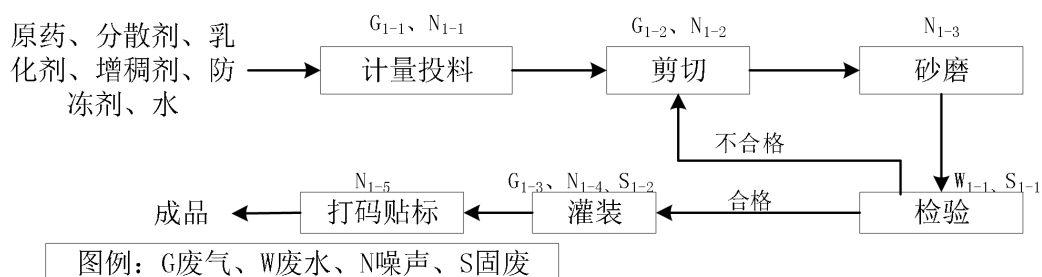 原药、分散剂、乳
化剂、增稠剂、防
冻剂、水
G1-1、N1-1
计量投料
G1-2、N1-2
剪切
N1-3
砂磨
不合格
W1-1、S1-1
检验
合格
G1-3、N1-4、S1-2
灌装
N1-5
打码贴标
成品
图例：G废气、W废水、N噪声、S固废